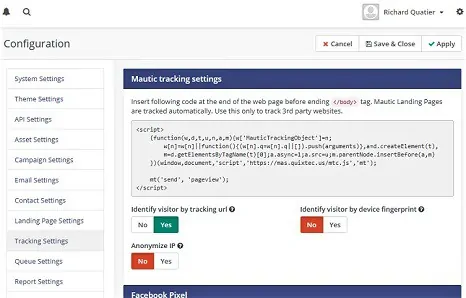 Richard Quatier
Configuration
Cancel
Save & Close
Apply
System Settings
Theme Settings
API Settings
Asset Settings
Campaign Settings
Email Settings
Contact Settings
Landing Page Settings
Tracking Settings
Queue Settings
Report Settings
Mautic tracking settings
Insert following code at the end of the web page before ending </body> tag. Mautic Landing Pages
are tracked automatically. Use this only to track 3rd party websites.
<script>
(function(w,d,t,u,n,a,m){w['MauticTrackingObject']=n;
w[n]=w[n]||function(){(w[n].q=w[n].q||[]).push(arguments)},a=d.createElement(t),
m=d.getElementsByTagName(t)[0];a.async=1;a.src=u;m.parentNode.insertBefore(a,m)
})(window,document,'script','https://mas.quixtec.us/mtc.js','mt');
mt('send', 'pageview');
</script>
Identify visitor by tracking url
No Yes
Identify visitor by device fingerprint
No Yes
Anonymize IP
No Yes
Facebook Pixel